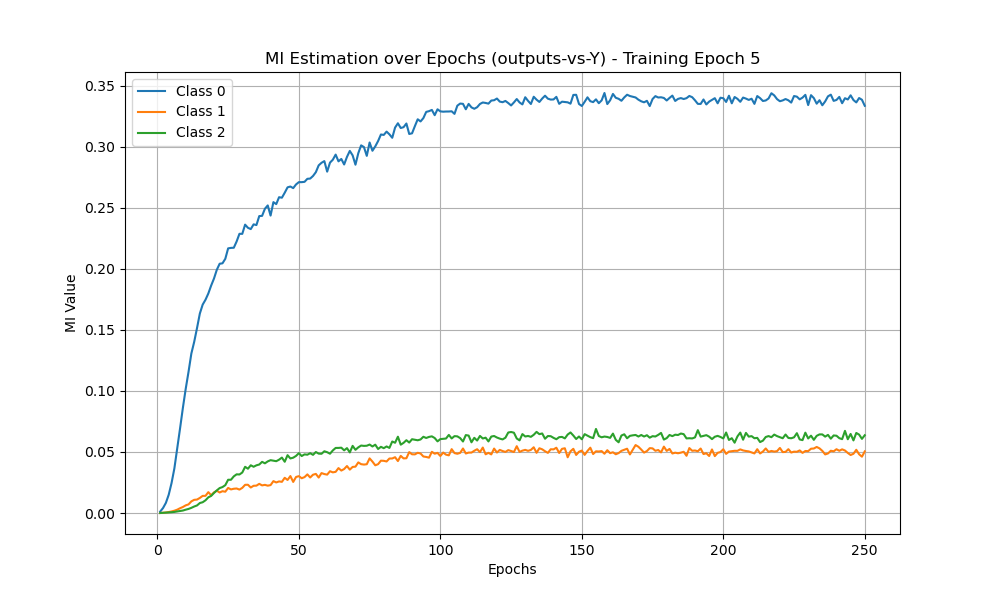 MI Estimation over Epochs (outputs-vs-Y) - Training Epoch 5
Class 0
Class 1
Class 2
MI Value
0.35
0.30
0.25
0.20
0.15
0.10
0.05
0.00
0
50
100
150
200
250
Epochs